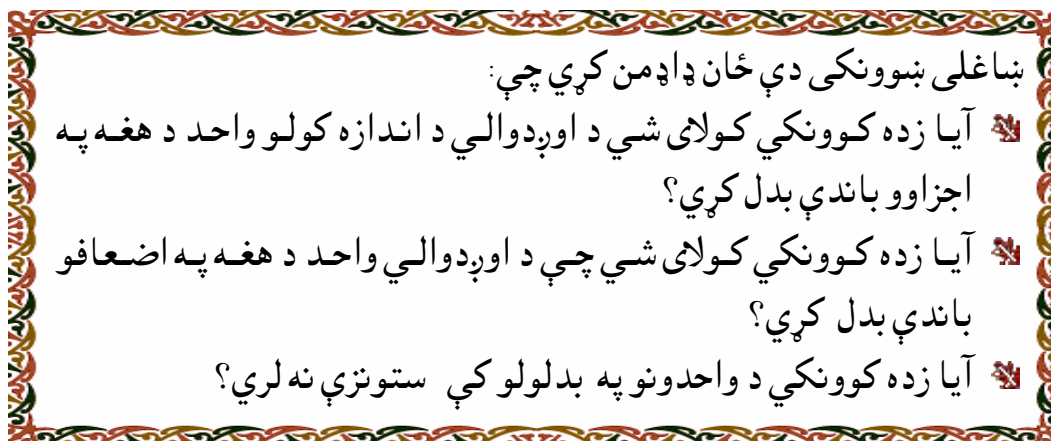 ښاغلی ښوونکی دې ځان ډاډمن کړي چې:
آیا زده کوونکي کولای شي د اوږدوالي د اندازه کولو واحد د هغه په
اجزاوو باندې بدل کړي؟
آیا زده کوونکي کولای شي چې د اوږدوالي واحد د هغه په اضعافو
باندې بدل کړي؟
آیا زده کوونکي د واحدونو په بدلولو کې ستونزې نه لري؟